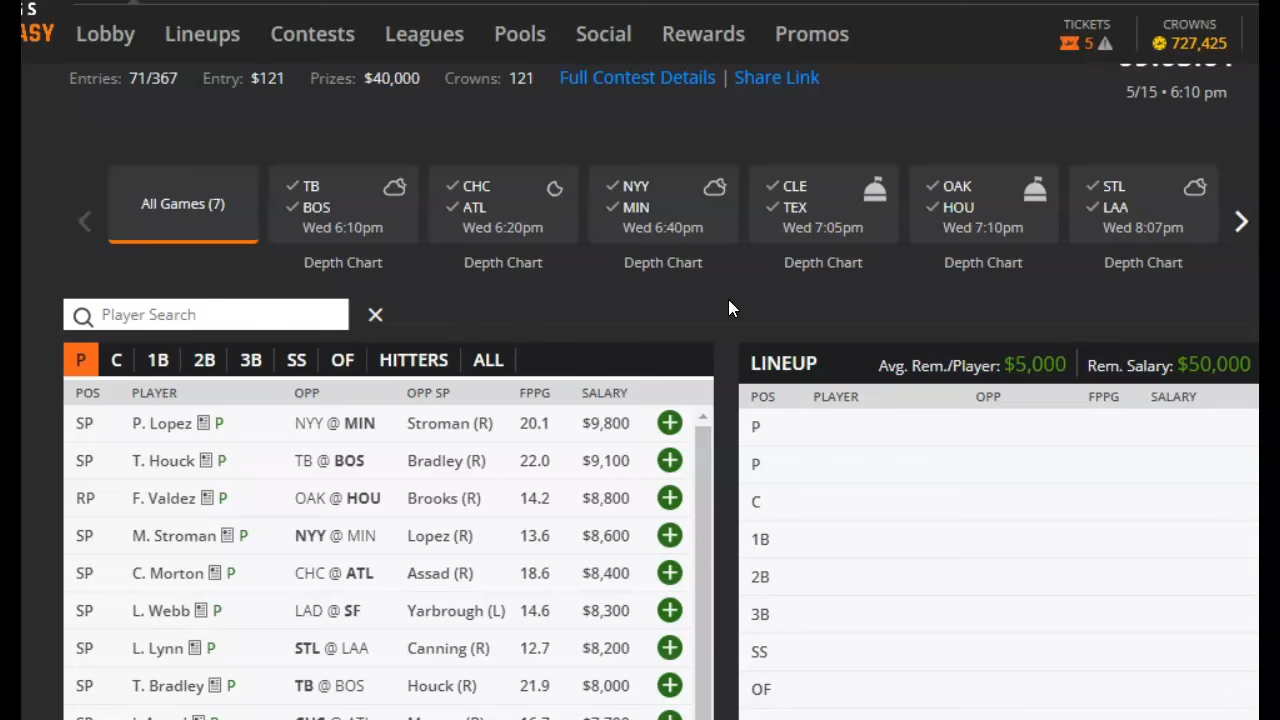 G S
ASY Lobby Lineups Contests Leagues Pools Social Rewards Promos TICKETS 5 CROWNS 727,425
Entries: 71/367 Entry: $121 Prizes: $40,000 Crowns: 121 Full Contest Details | Share Link
5/15 • 6:10 pm
All Games (7)
TB
BOS
Wed 6:10pm
Depth Chart
CHC
ATL
Wed 6:20pm
Depth Chart
NYY
MIN
Wed 6:40pm
Depth Chart
CLE
TEX
Wed 7:05pm
Depth Chart
OAK
HOU
Wed 7:10pm
Depth Chart
STL
LAA
Wed 8:07pm
Depth Chart
Player Search
P C 1B 2B 3B SS OF HITTERS ALL
POS PLAYER OPP OPP SP FPPG SALARY
SP P. Lopez P NYY @ MIN Stroman (R) 20.1 $9,800
SP T. Houck P TB @ BOS Bradley (R) 22.0 $9,100
RP F. Valdez P OAK @ HOU Brooks (R) 14.2 $8,800
SP M. Stroman P NYY @ MIN Lopez (R) 13.6 $8,600
SP C. Morton P CHC @ ATL Assad (R) 18.6 $8,400
SP L. Webb P LAD @ SF Yarbrough (L) 14.6 $8,300
SP L. Lynn P STL @ LAA Canning (R) 12.7 $8,200
SP T. Bradley P TB @ BOS Houck (R) 21.9 $8,000
LINEUP Avg. Rem./Player: $5,000 Rem. Salary: $50,000
POS PLAYER OPP FPPG SALARY
P
P
C
1B
2B
3B
SS
OF